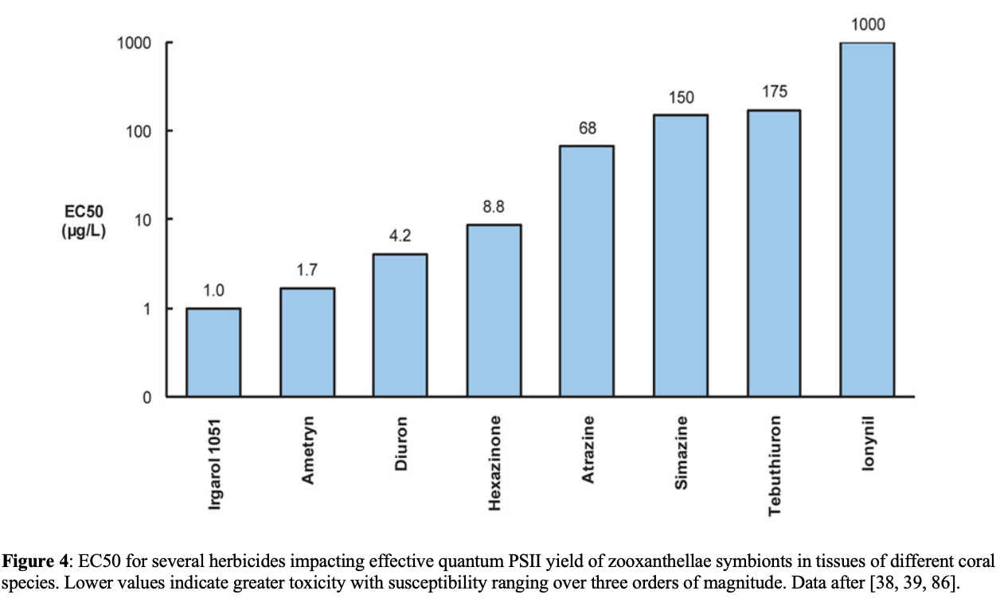 1000
1000
175
150
100
68
EC50
(µg/L)
10
8.8
4.2
1.7
1.0
1
0
Irgarol 1051
Ametryn
Diuron
Hexazinone
Atrazine
Simazine
Tebuthiuron
Ionynil
Figure 4: EC50 for several herbicides impacting effective quantum PSII yield of zooxanthellae symbionts in tissues of different coral
species. Lower values indicate greater toxicity with susceptibility ranging over three orders of magnitude. Data after [38, 39, 86].